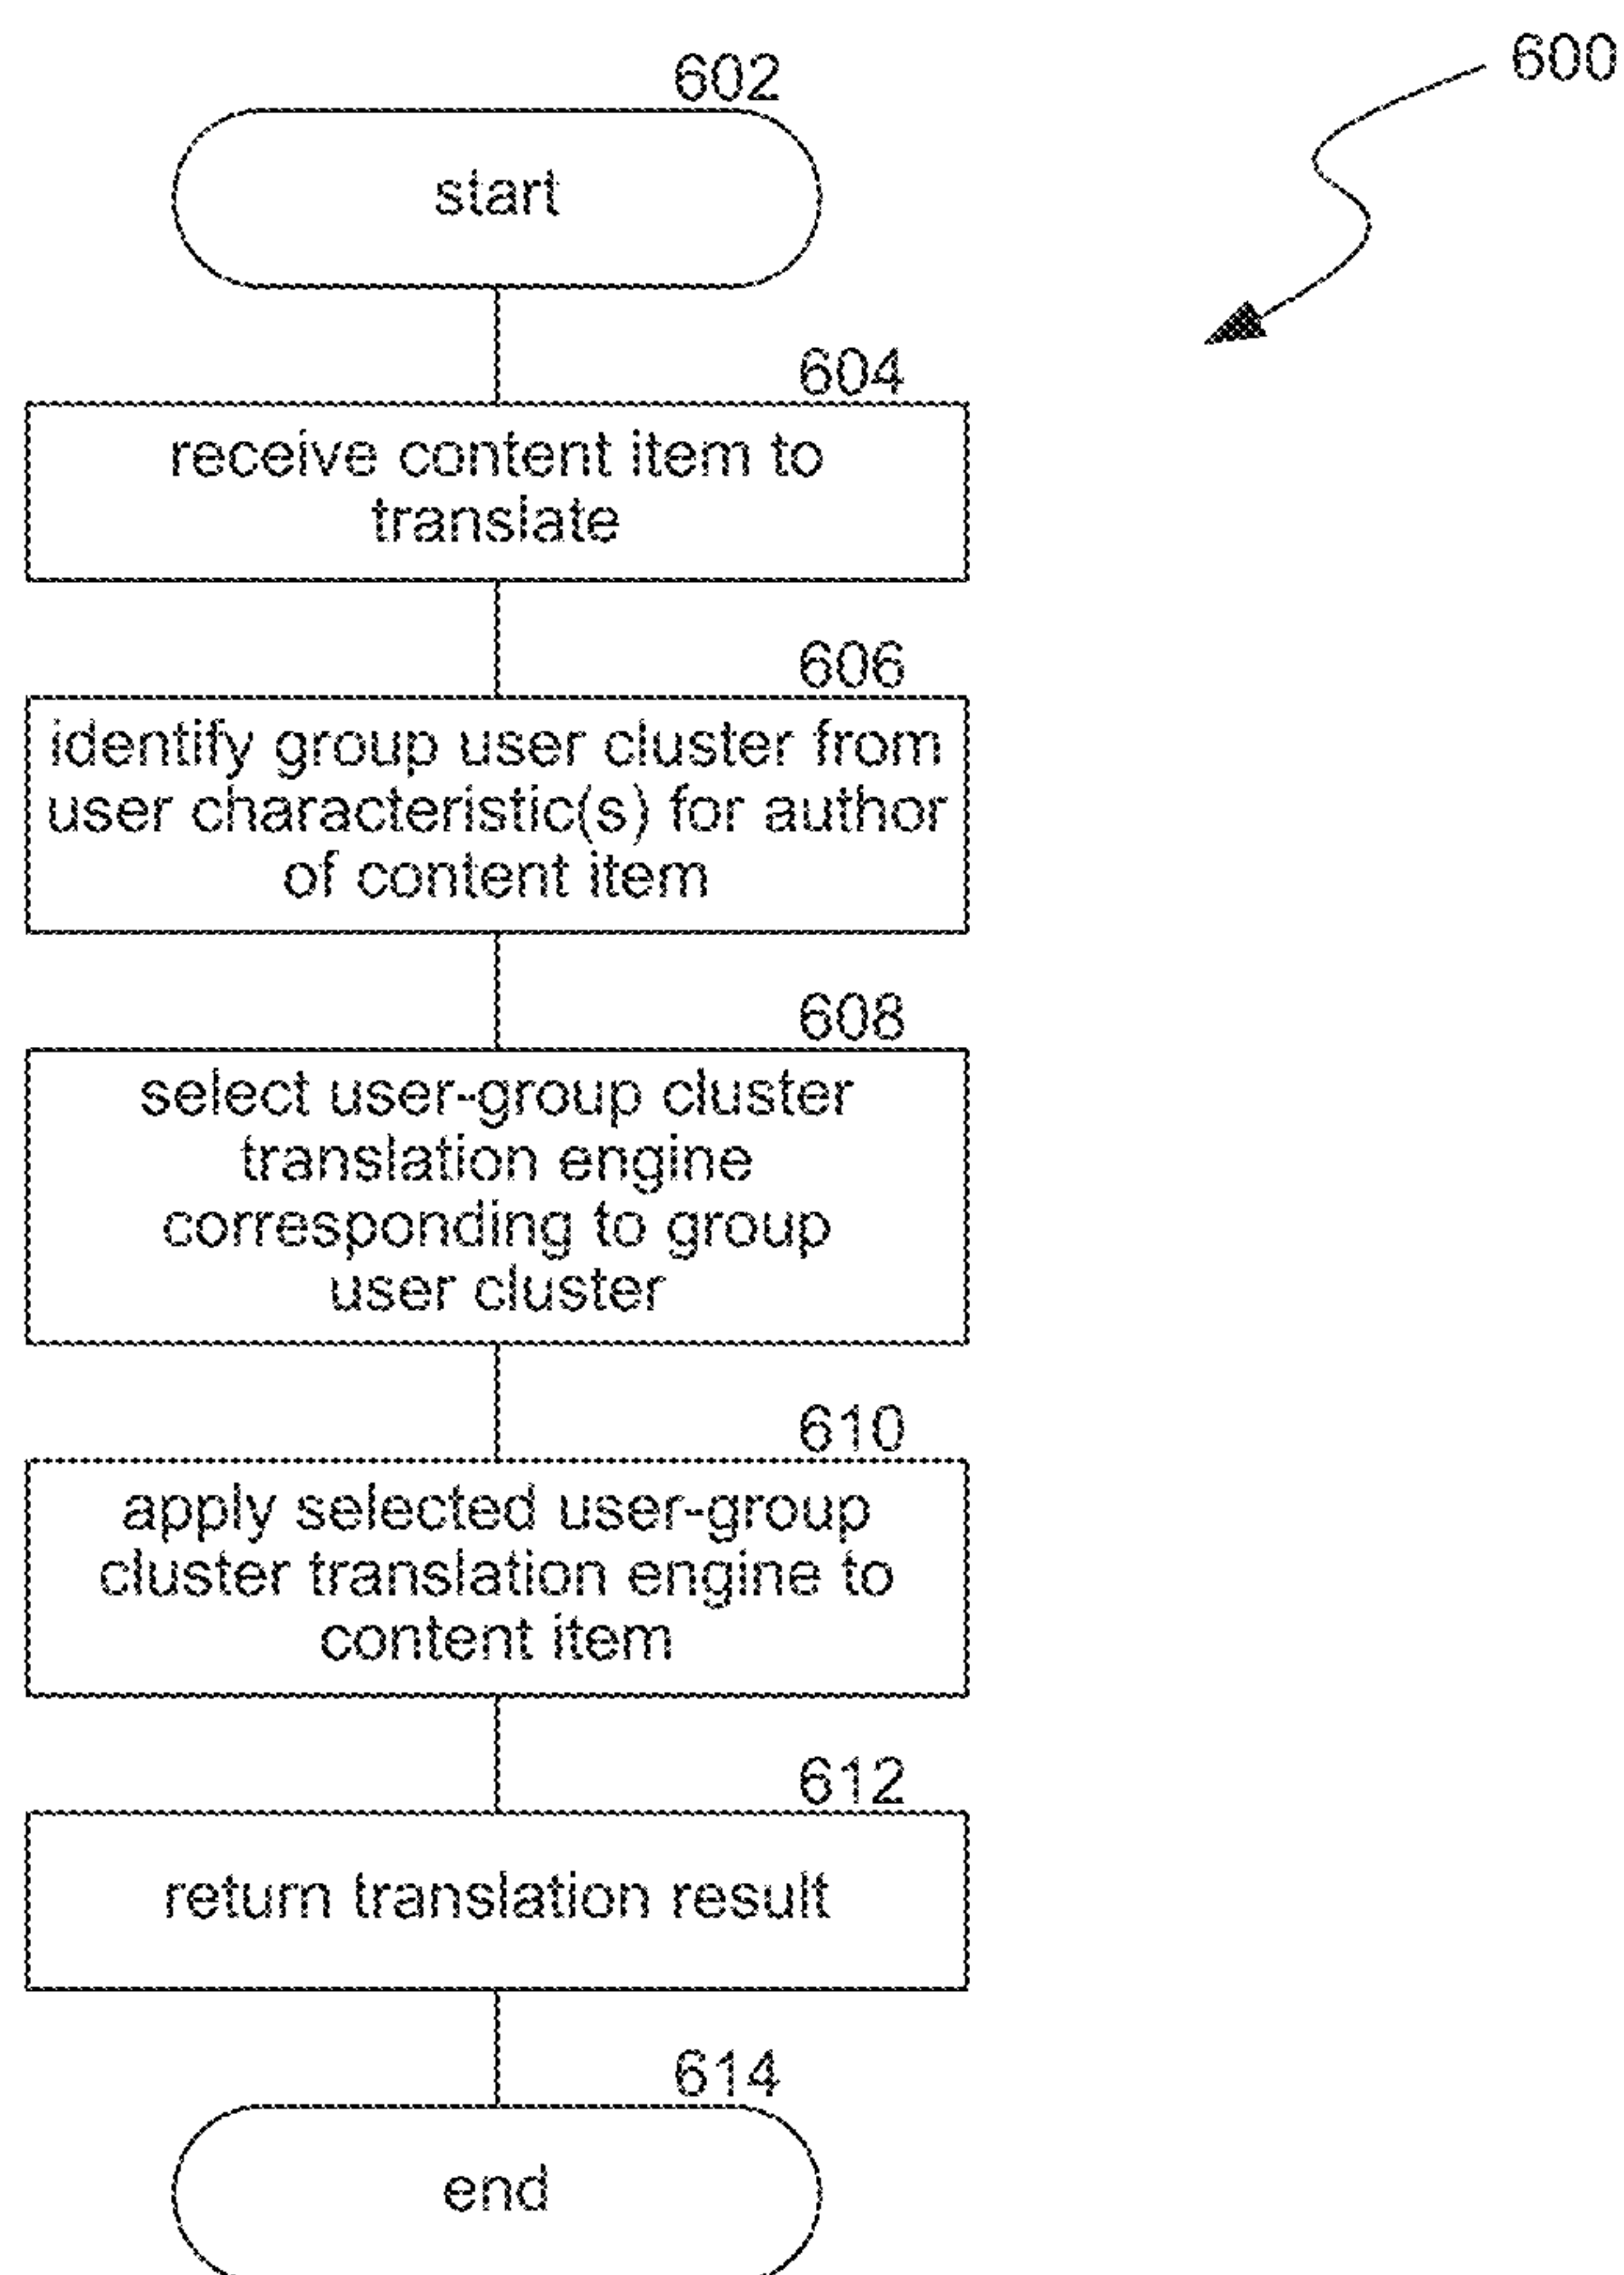 600
602
start
604
receive content item to
translate
606
identify group user cluster from
user characteristic(s) for author
of content item
608
select user-group cluster
translation engine
corresponding to group
user cluster
610
apply selected user-group
cluster translation engine to
content item
612
return translation result
614
end